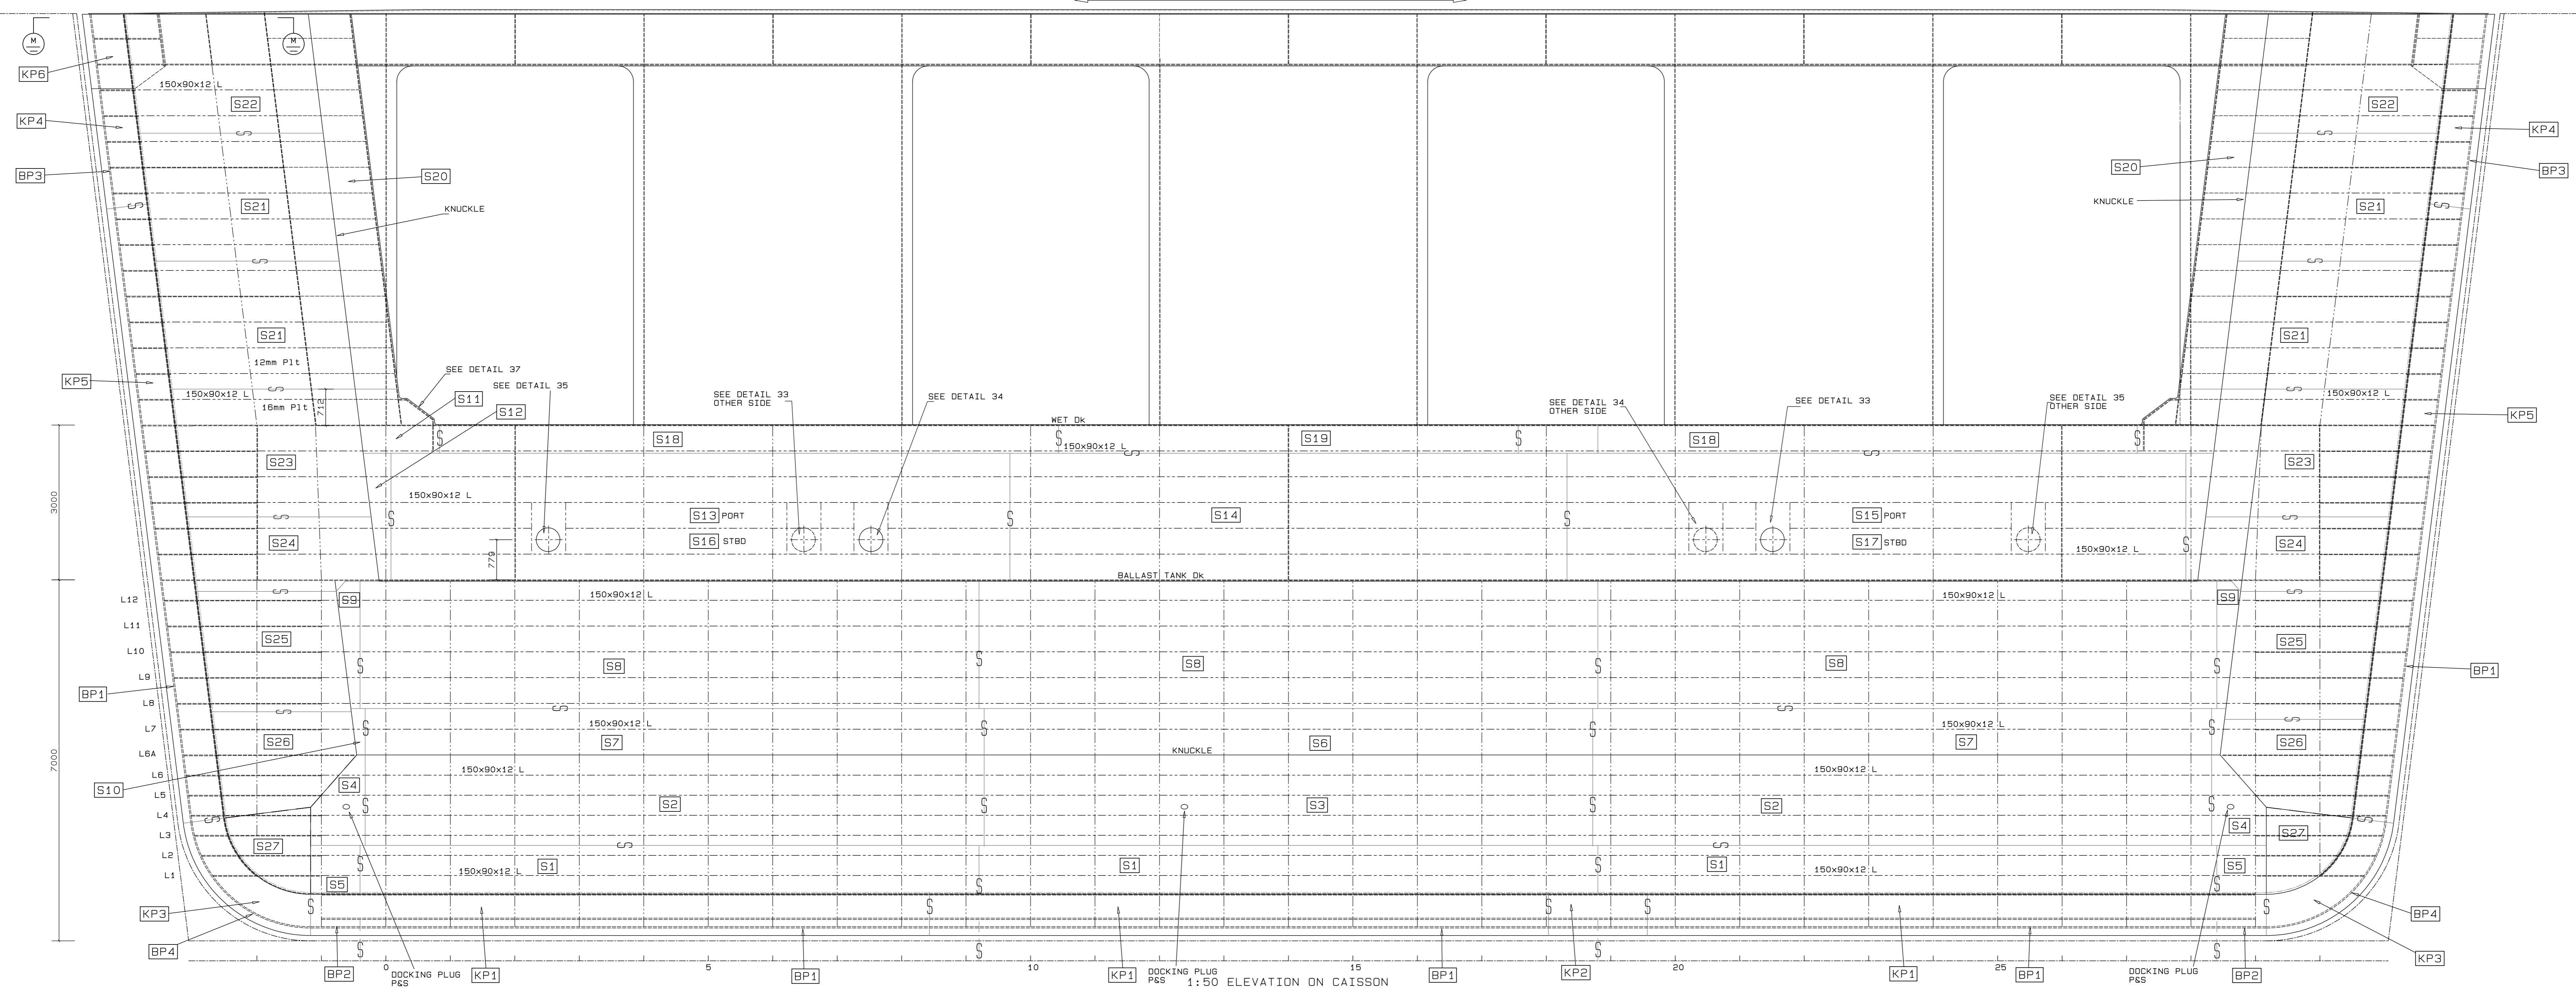 M
M
KP6
150x90x12 L
S22
S22
KP4
KP4
BP3
S20
S20
BP3
S21
KNUCKLE
KNUCKLE
S21
S21
S21
12mm Plt
KP5
SEE DETAIL 37
SEE DETAIL 35
150x90x12 L
16mm Plt
712
S11
S12
SEE DETAIL 33
OTHER SIDE
SEE DETAIL 34
SEE DETAIL 34
OTHER SIDE
SEE DETAIL 33
SEE DETAIL 35
OTHER SIDE
150x90x12 L
KP5
WET Dk
S18
S19
S18
150x90x12 L
S23
S23
3000
150x90x12 L
S13 PORT
S14
S15 PORT
S24
S16 STBD
S17 STBD
S24
779
150x90x12 L
BALLAST TANK Dk
L12
S9
150x90x12 L
150x90x12 L
S9
L11
S25
S25
L10
S8
S8
S8
L9
BP1
BP1
L8
L7
150x90x12 L
150x90x12 L
S26
S7
S6
S7
S26
L6A
KNUCKLE
7000
L6
150x90x12 L
150x90x12 L
S10
L5
S4
S2
S3
S2
L4
S4
L3
S27
S27
L2
S1
S1
S1
L1
150x90x12 L
150x90x12 L
S5
S5
KP3
BP4
BP4
KP3
0
5
10
15
20
25
BP2
DOCKING PLUG
P&S
KP1
BP1
KP1
DOCKING PLUG
P&S
BP1
KP2
KP1
BP1
DOCKING PLUG
P&S
BP2
1:50 ELEVATION ON CAISSON